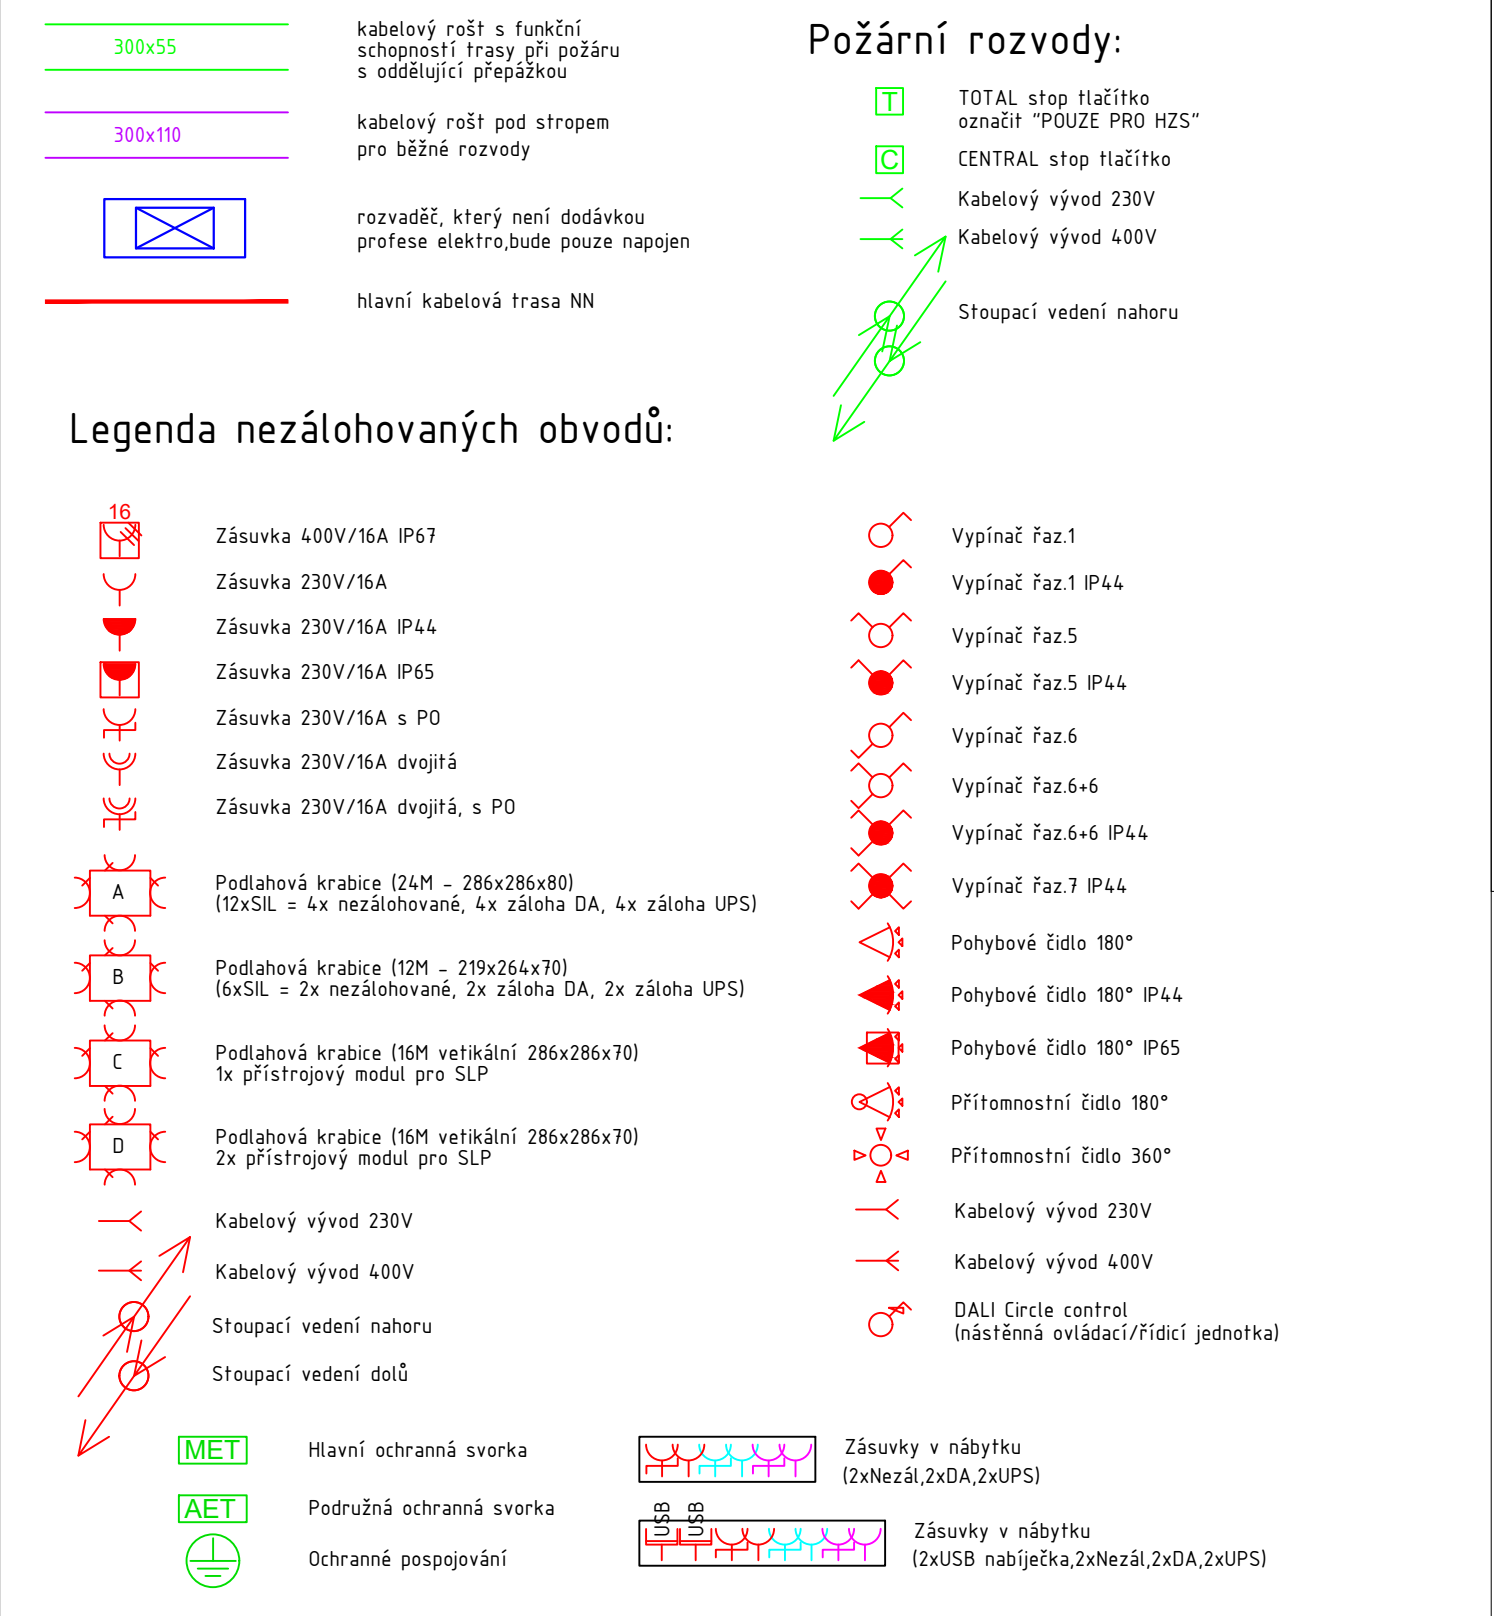 300x55
kabelový rošt s funkční
schopností trasy při požáru
s oddělující přepážkou
300x110
kabelový rošt pod stropem
pro běžné rozvody
rozvaděč, který není dodávkou
profese elektro,bude pouze napojen
hlavní kabelová trasa NN
Požární rozvody:
T
TOTAL stop tlačítko
označit "POUZE PRO HZS"
C
CENTRAL stop tlačítko
Kabelový vývod 230V
Kabelový vývod 400V
Stoupací vedení nahoru
Legenda nezálohovaných obvodů:
16
Zásuvka 400V/16A IP67
Zásuvka 230V/16A
Zásuvka 230V/16A IP44
Zásuvka 230V/16A IP65
Zásuvka 230V/16A s PO
Zásuvka 230V/16A dvojitá
Zásuvka 230V/16A dvojitá, s PO
A
Podlahová krabice (24M - 286x286x80)
(12xSIL = 4x nezálohované, 4x záloha DA, 4x záloha UPS)
B
Podlahová krabice (12M - 219x264x70)
(6xSIL = 2x nezálohované, 2x záloha DA, 2x záloha UPS)
C
Podlahová krabice (16M vetikální 286x286x70)
1x přístrojový modul pro SLP
D
Podlahová krabice (16M vetikální 286x286x70)
2x přístrojový modul pro SLP
Kabelový vývod 230V
Kabelový vývod 400V
Stoupací vedení nahoru
Stoupací vedení dolů
Vypínač řaz.1
Vypínač řaz.1 IP44
Vypínač řaz.5
Vypínač řaz.5 IP44
Vypínač řaz.6
Vypínač řaz.6+6
Vypínač řaz.6+6 IP44
Vypínač řaz.7 IP44
Pohybové čidlo 180°
Pohybové čidlo 180° IP44
Pohybové čidlo 180° IP65
Přítomnostní čidlo 180°
Přítomnostní čidlo 360°
Kabelový vývod 230V
Kabelový vývod 400V
DALI Circle control
(nástěnná ovládací/řídicí jednotka)
MET
Hlavní ochranná svorka
AET
Podružná ochranná svorka
Ochranné pospojování
Zásuvky v nábytku
(2xNezál,2xDA,2xUPS)
USB
USB
Zásuvky v nábytku
(2xUSB nabíječka,2xNezál,2xDA,2xUPS)